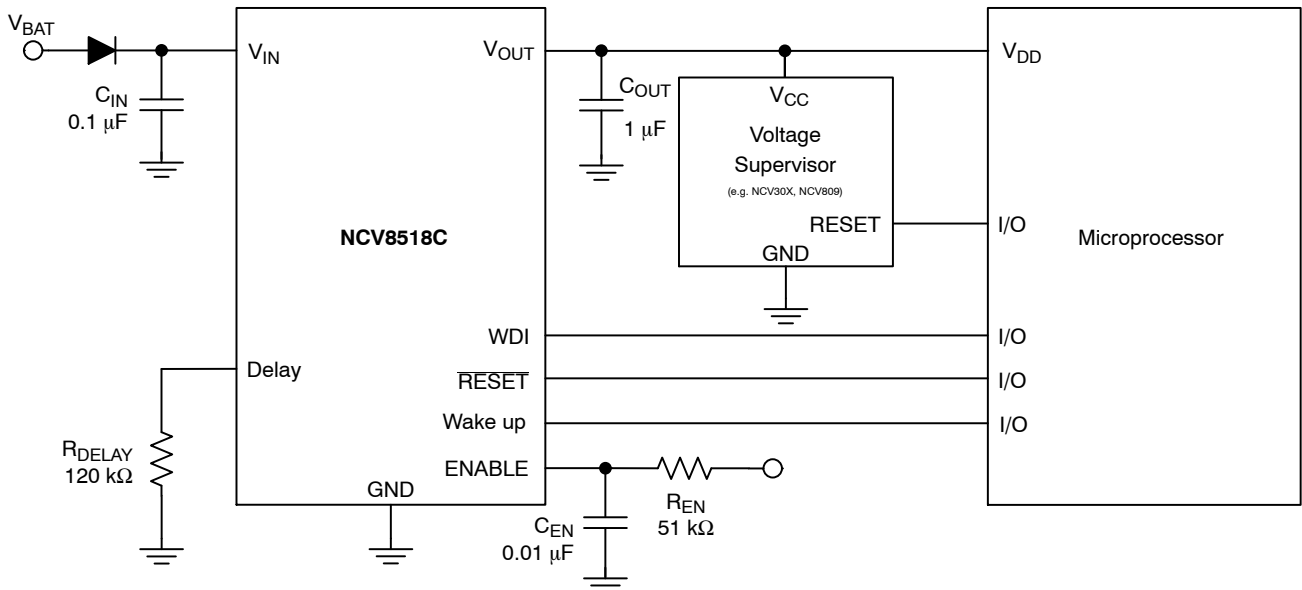 VBAT
VIN
CIN
0.1 μF
NCV8518C
VOUT
COUT
1 μF
VCC
Voltage
Supervisor
(e.g. NCV30X, NCV809)
RESET
GND
VDD
I/O
Microprocessor
WDI
I/O
Delay
RESET
I/O
Wake up
I/O
RDELAY
120 kΩ
ENABLE
GND
REN
51 kΩ
CEN
0.01 μF